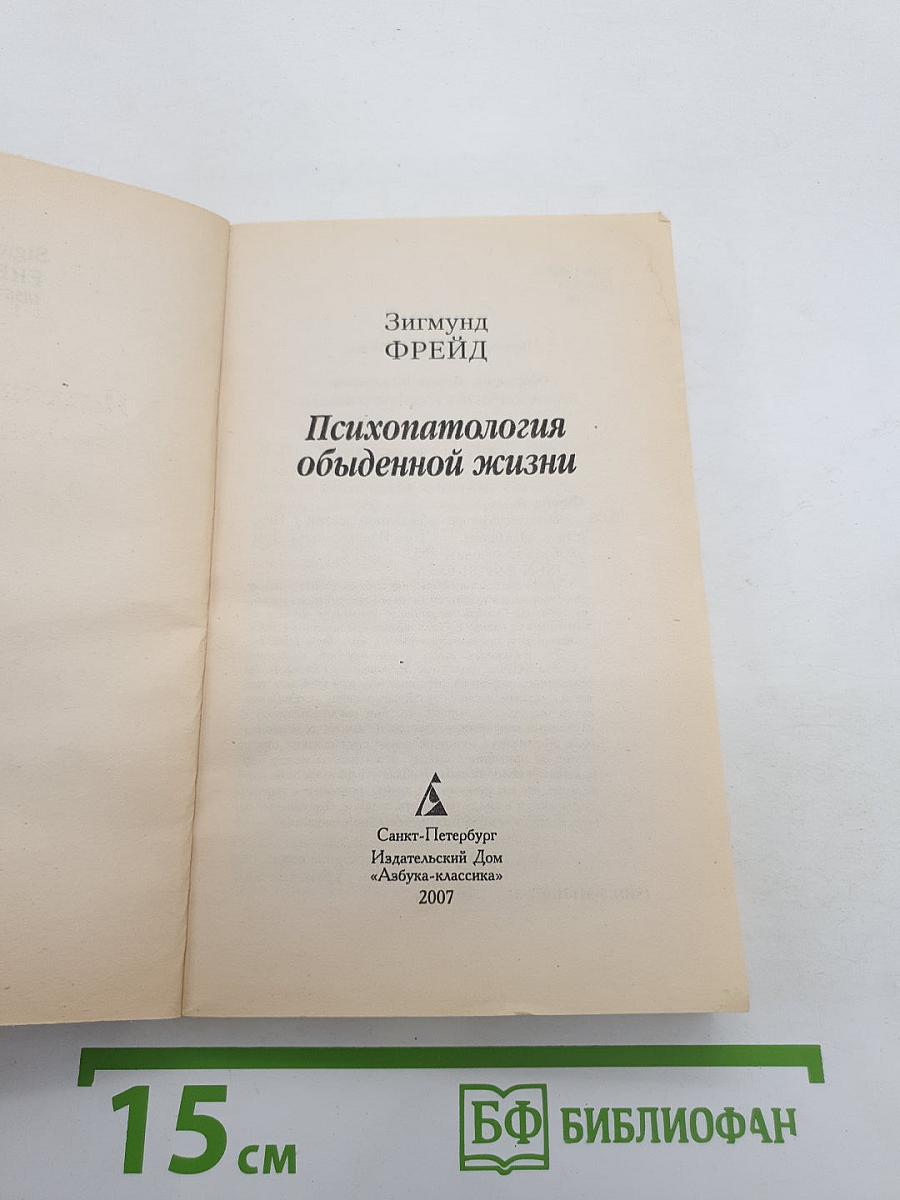 Зигмунд
ФРЕЙД
Психопатология
обыденной жизни
Санкт-Петербург
Издательский Дом
«Азбука-классика»
2007
15 см
БФ БИБЛИОФАН